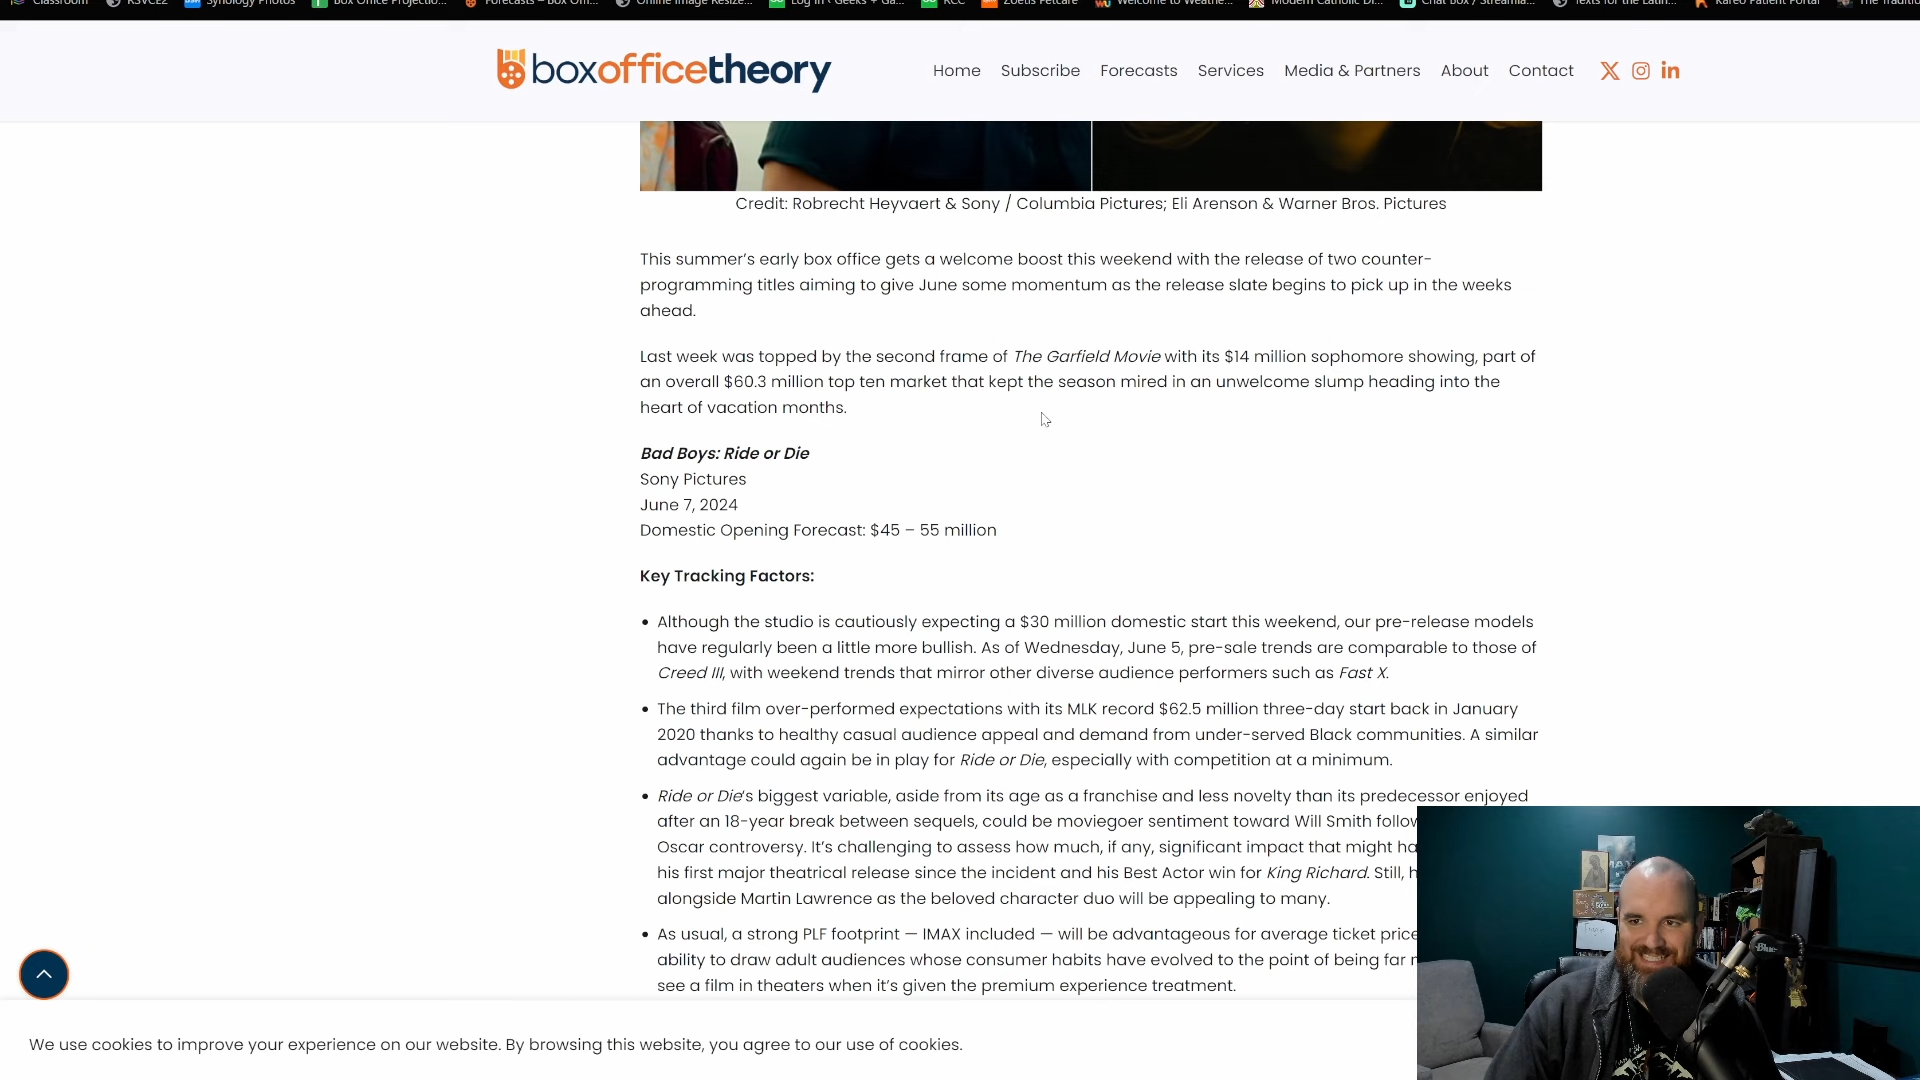 Classroom RSVCE2 Synology Photos Box Office Projectio... Forecasts – Box Off... Online Image Resize... Log In ‹ Geeks + Ga... KCC Zoetis Petcare Welcome to Weathe... Modern Catholic Di... Chat Box / Streamla... Texts for the Latin... Kareo Patient Portal
boxofficetheory Home Subscribe Forecasts Services Media & Partners About Contact
Credit: Robrecht Heyvaert & Sony / Columbia Pictures; Eli Arenson & Warner Bros. Pictures
This summer’s early box office gets a welcome boost this weekend with the release of two counter-
programming titles aiming to give June some momentum as the release slate begins to pick up in the weeks
ahead.
Last week was topped by the second frame of The Garfield Movie with its $14 million sophomore showing, part of
an overall $60.3 million top ten market that kept the season mired in an unwelcome slump heading into the
heart of vacation months.
Bad Boys: Ride or Die
Sony Pictures
June 7, 2024
Domestic Opening Forecast: $45 – 55 million
Key Tracking Factors:
• Although the studio is cautiously expecting a $30 million domestic start this weekend, our pre-release models
have regularly been a little more bullish. As of Wednesday, June 5, pre-sale trends are comparable to those of
Creed III, with weekend trends that mirror other diverse audience performers such as Fast X.
• The third film over-performed expectations with its MLK record $62.5 million three-day start back in January
2020 thanks to healthy casual audience appeal and demand from under-served Black communities. A similar
advantage could again be in play for Ride or Die, especially with competition at a minimum.
• Ride or Die’s biggest variable, aside from its age as a franchise and less novelty than its predecessor enjoyed
after an 18-year break between sequels, could be moviegoer sentiment toward Will Smith follow
Oscar controversy. It’s challenging to assess how much, if any, significant impact that might ha
his first major theatrical release since the incident and his Best Actor win for King Richard. Still, h
alongside Martin Lawrence as the beloved character duo will be appealing to many.
• As usual, a strong PLF footprint — IMAX included — will be advantageous for average ticket price
ability to draw adult audiences whose consumer habits have evolved to the point of being far
see a film in theaters when it’s given the premium experience treatment.
We use cookies to improve your experience on our website. By browsing this website, you agree to our use of cookies.
Blue